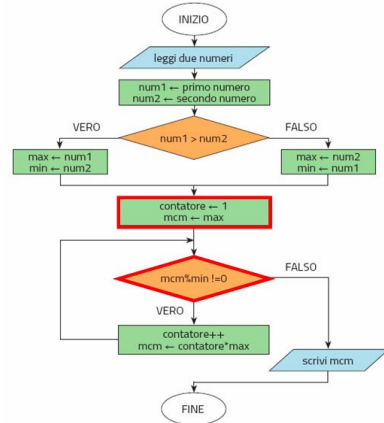 INIZIO
leggi due numeri
num1 ← primo numero
num2 ← secondo numero
VERO
FALSO
num1 > num2
max ← num1
min ← num2
max ← num2
min ← num1
contatore ← 1
mcm ← max
mcm%min !=0
FALSO
VERO
contatore++
mcm ← contatore*max
scrivi mcm
FINE